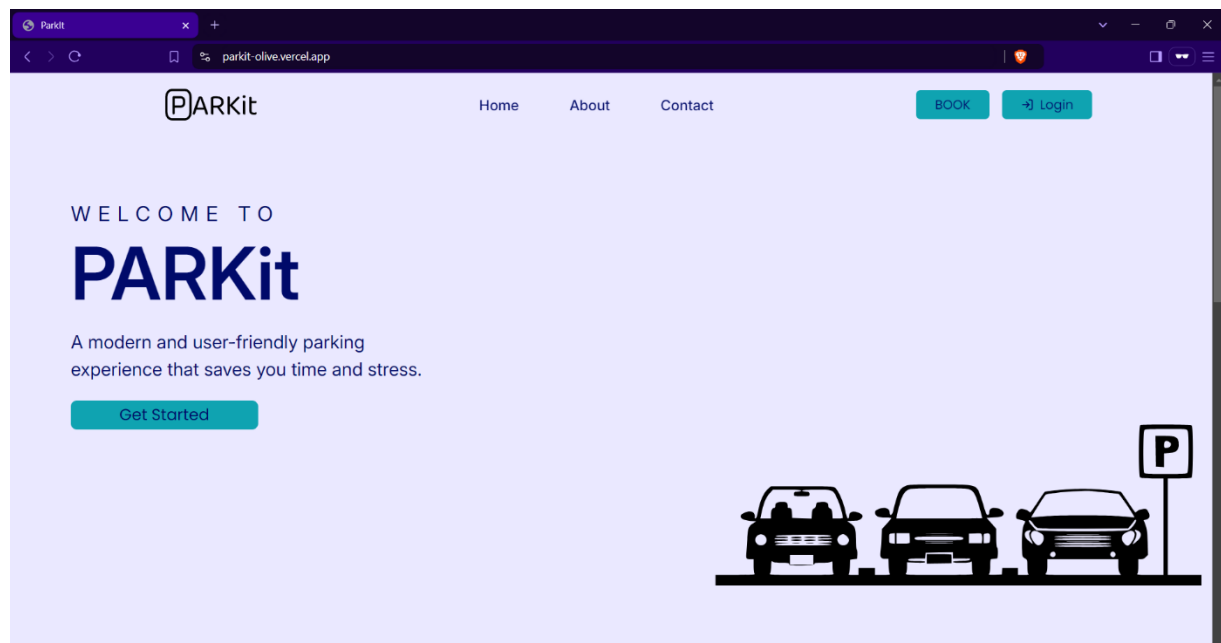 ParkIt
parkit-olive.vercel.app
PARKit
Home
About
Contact
BOOK
Login
WELCOME TO
PARKit
A modern and user-friendly parking
experience that saves you time and stress.
Get Started
P